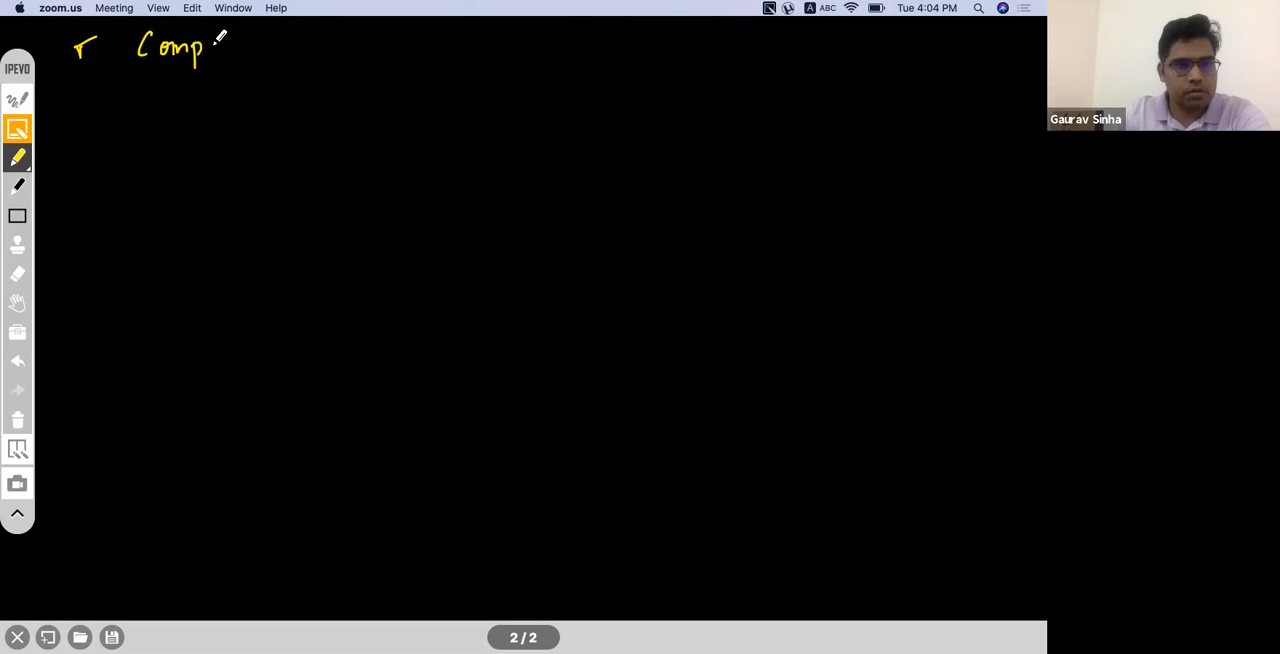 zoom.us Meeting View Edit Window Help A ABC Tue 4:04 PM
Comp
IPEVO
Gaurav Sinha
2 / 2